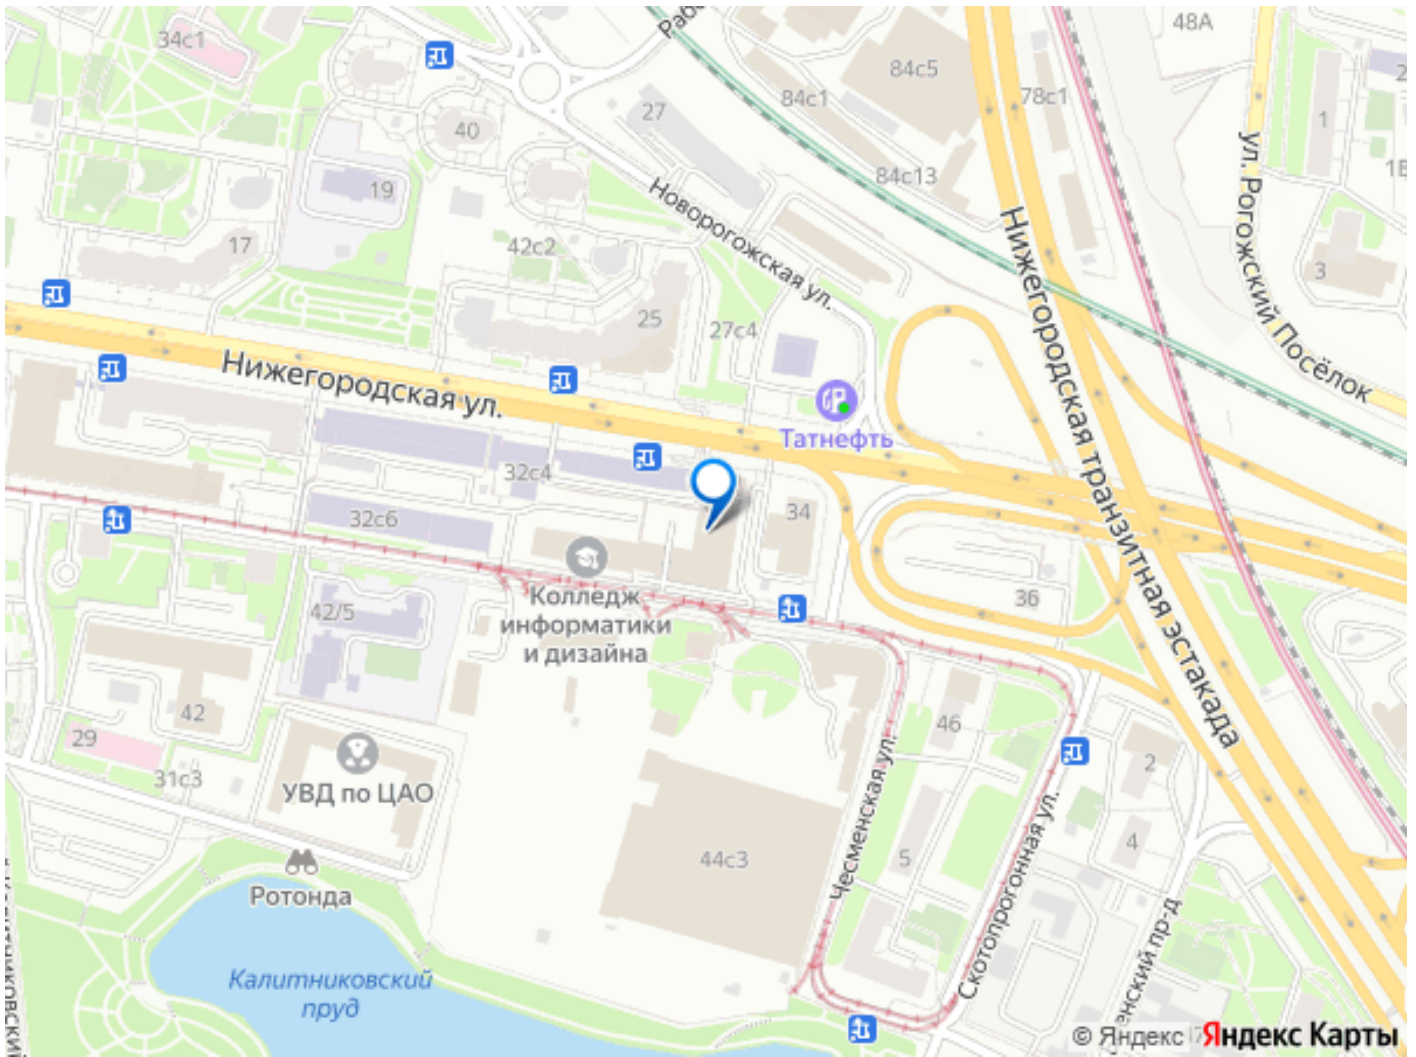 34с1
48А
84с5
84с1
78с1
27
1
40
ул. Рогожский Посёлок
84с13
19
Новорогожская ул.
Нижегородская транзитная эстакада
17
42с2
3
25
27с4
Нижегородская ул.
Татнефть
32с4
32с6
34
Колледж
информатики
и дизайна
36
42/5
42
46
29
31с3
УВД по ЦАО
2
4
44с3
5
Чесменская ул.
Скотопрогонная ул.
Ротонда
Калитниковский
пруд
енский пр-д
© Яндекс Яндекс Карты